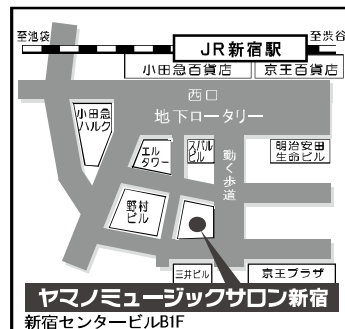 至池袋
至渋谷
JR新宿駅
小田急百貨店
京王百貨店
西口
地下ロータリー
小田急
ハルク
エル
タワー
スバル
ビル
動く歩道
明治安田
生命ビル
野村
ビル
三井ビル
京王プラザ
ヤマノミュージックサロン新宿
新宿センタービルB1F